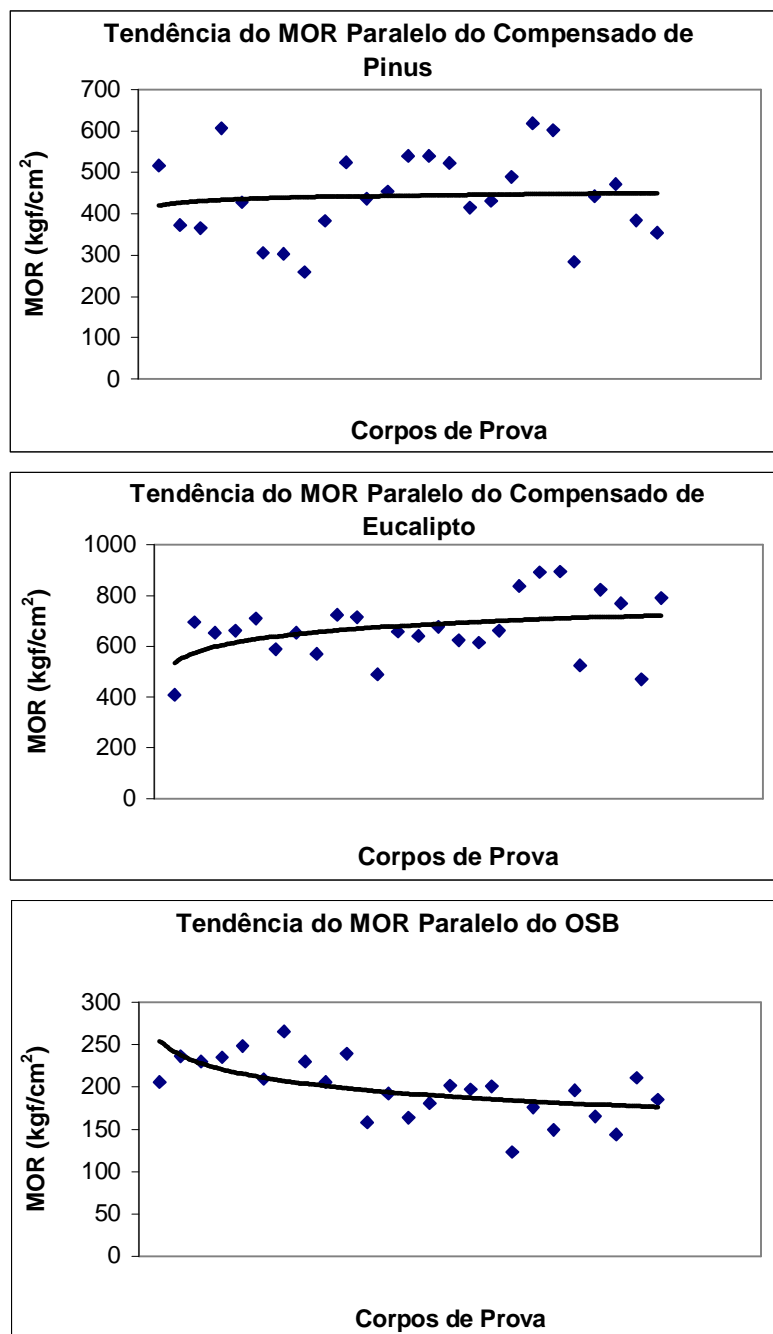 Tendência do MOR Paralelo do Compensado de
Pinus
700
600
500
400
300
200
100
0
MOR (kgf/cm²)
Corpos de Prova
Tendência do MOR Paralelo do Compensado de
Eucalipto
1000
800
600
400
200
0
MOR (kgf/cm²)
Corpos de Prova
Tendência do MOR Paralelo do OSB
300
250
200
150
100
50
0
MOR (kgf/cm²)
Corpos de Prova